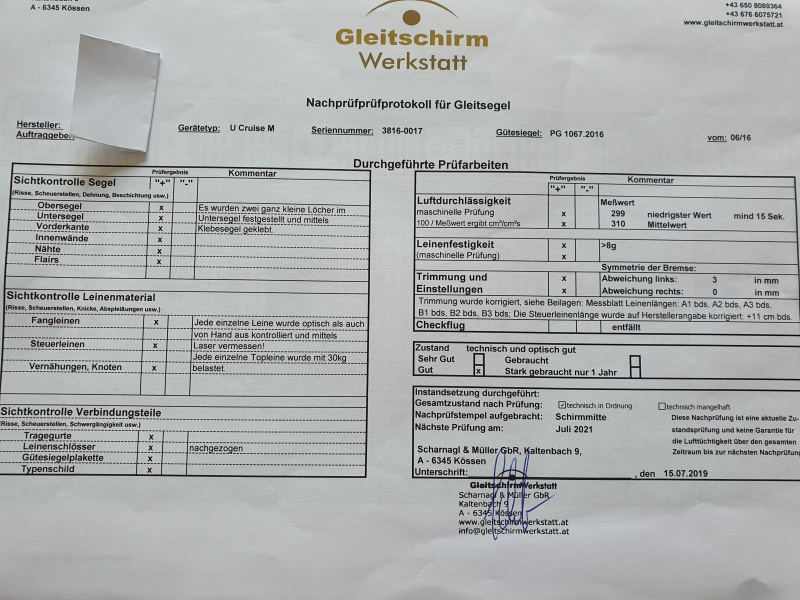 A - 6345 Kössen
+43 650 8089364
+43 676 6075721
www.gleitschirmwerkstatt.at
Gleitschirm
Werkstatt
Nachprüfprüfprotokoll für Gleitsegel
Hersteller:
Auftraggeber
Gerätetyp: U Cruise M
Seriennummer: 3816-0017
Gütesiegel: PG 1067.2016
vom: 06/16
Durchgeführte Prüfarbeiten
Prüfergebnis
Sichtkontrolle Segel "+" "-" Kommentar
(Risse, Scheuerstellen, Dehnung, Beschichtung usw.)
Obersegel x Es wurden zwei ganz kleine Löcher im
Untersegel x Untersegel festgestellt und mittels
Vorderkante x Klebesegel geklebt.
Innenwände x
Nähte x
Flairs x
Sichtkontrolle Leinenmaterial
(Risse, Scheuerstellen, Knicke, Abspleißungen usw.)
Fangleinen x Jede einzelne Leine wurde optisch als auch
von Hand aus kontrolliert und mittels
Steuerleinen x Laser vermessen!
Jede einzelne Topleine wurde mit 30kg
Vernähungen, Knoten x belastet.
Sichtkontrolle Verbindungsteile
(Risse, Scheuerstellen, Schwergängigkeit usw.)
Tragegurte x
Leinenschlösser x nachgezogen
Gütesiegelplakette x
Typenschild x
Prüfergebnis
"+" "-" Kommentar
Luftdurchlässigkeit Meßwert
maschinelle Prüfung x 299 niedrigster Wert mind 15 Sek.
100 / Meßwert ergibt cm³/cm²/s x 310 Mittelwert
Leinenfestigkeit x >8g
(maschinelle Prüfung) x
Symmetrie der Bremse:
Trimmung und x Abweichung links: 3 in mm
Einstellungen x Abweichung rechts: 0 in mm
Trimmung wurde korrigiert, siehe Beilagen: Messblatt Leinenlängen: A1 bds, A2 bds, A3 bds,
B1 bds, B2 bds, B3 bds; Die Steuerleinenlänge wurde auf Herstellerangabe korrigiert: +11 cm bds.
Checkflug entfällt
Zustand technisch und optisch gut
Sehr Gut Gebraucht
Gut x Stark gebraucht nur 1 Jahr
Instandsetzung durchgeführt:
Gesamtzustand nach Prüfung: technisch in Ordnung technisch mangelhaft
Nachprüfstempel aufgebracht: Schirmmitte
Nächste Prüfung am: Juli 2021
Diese Nachprüfung ist eine aktuelle Zu-
standsprüfung und keine Garantie für
die Lufttüchtigkeit über den gesamten
Zeitraum bis zur nächsten Nachprüfung
Scharnagl & Müller GbR, Kaltenbach 9,
A - 6345 Kössen
Unterschrift: , den 15.07.2019
GleitschirmWerkstatt
Scharnagl & Müller GbR
Kaltenbach 9
A - 6345 Kössen
www.gleitschirmwerkstatt.at
info@gleitschirmwerkstatt.at